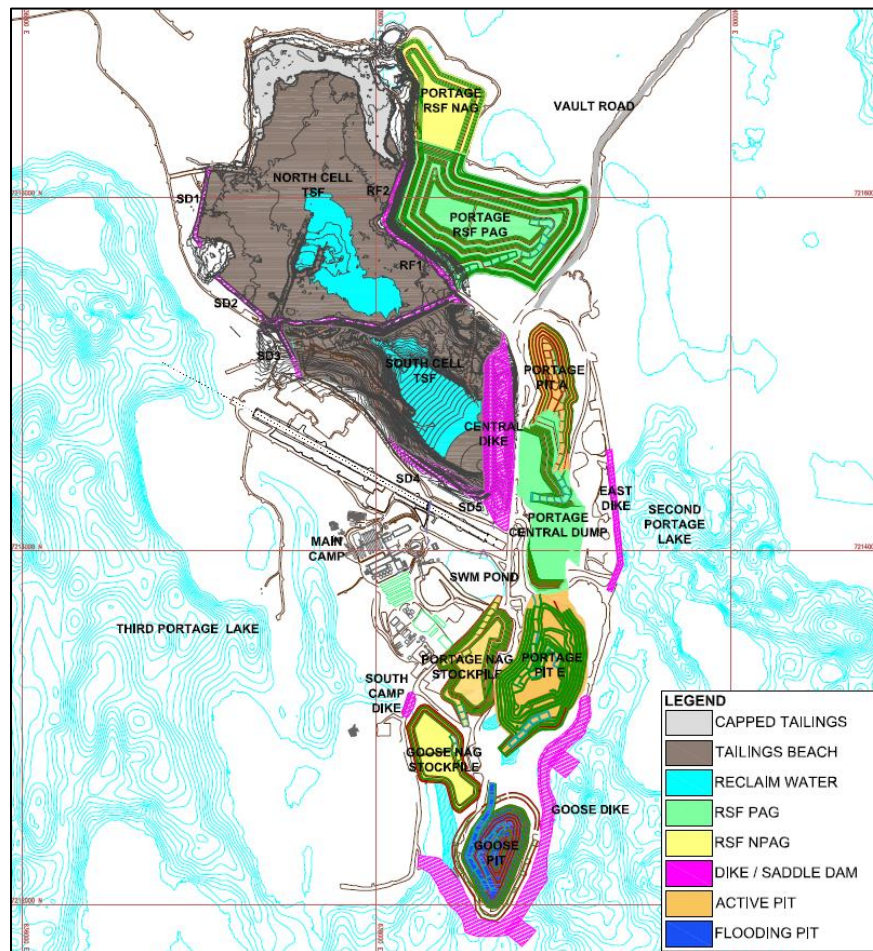 PORTAGE
RSF NAG
VAULT ROAD
NORTH CELL
TSF
SD1
RF2
PORTAGE
RSF PAG
RF1
SD2
SD3
SOUTH CELL
TSF
PORTAGE
PIT A
CENTRAL
DIKE
SD4
SD5
EAST
DIKE
SECOND
PORTAGE
LAKE
PORTAGE
CENTRAL DUMP
MAIN
CAMP
SWM POND
THIRD PORTAGE LAKE
PORTAGE NAG
STOCKPILE
PORTAGE
PIT E
SOUTH
CAMP
DIKE
GOOSE NAG
STOCKPILE
GOOSE DIKE
GOOSE
PIT
LEGEND
CAPPED TAILINGS
TAILINGS BEACH
RECLAIM WATER
RSF PAG
RSF NPAG
DIKE / SADDLE DAM
ACTIVE PIT
FLOODING PIT